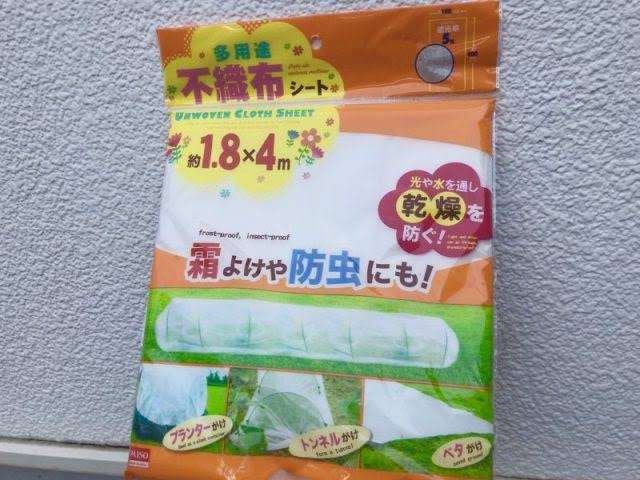 多用途
不織布シート
UNWOVEN CLOTH SHEET
約1.8×4m
5%
光や水を通し
乾燥を
防ぐ!
frost-proof, insect-proof
霜よけや防虫にも!
プランターがけ
トンネルがけ
form a tunnel
ベタがけ
DAISO